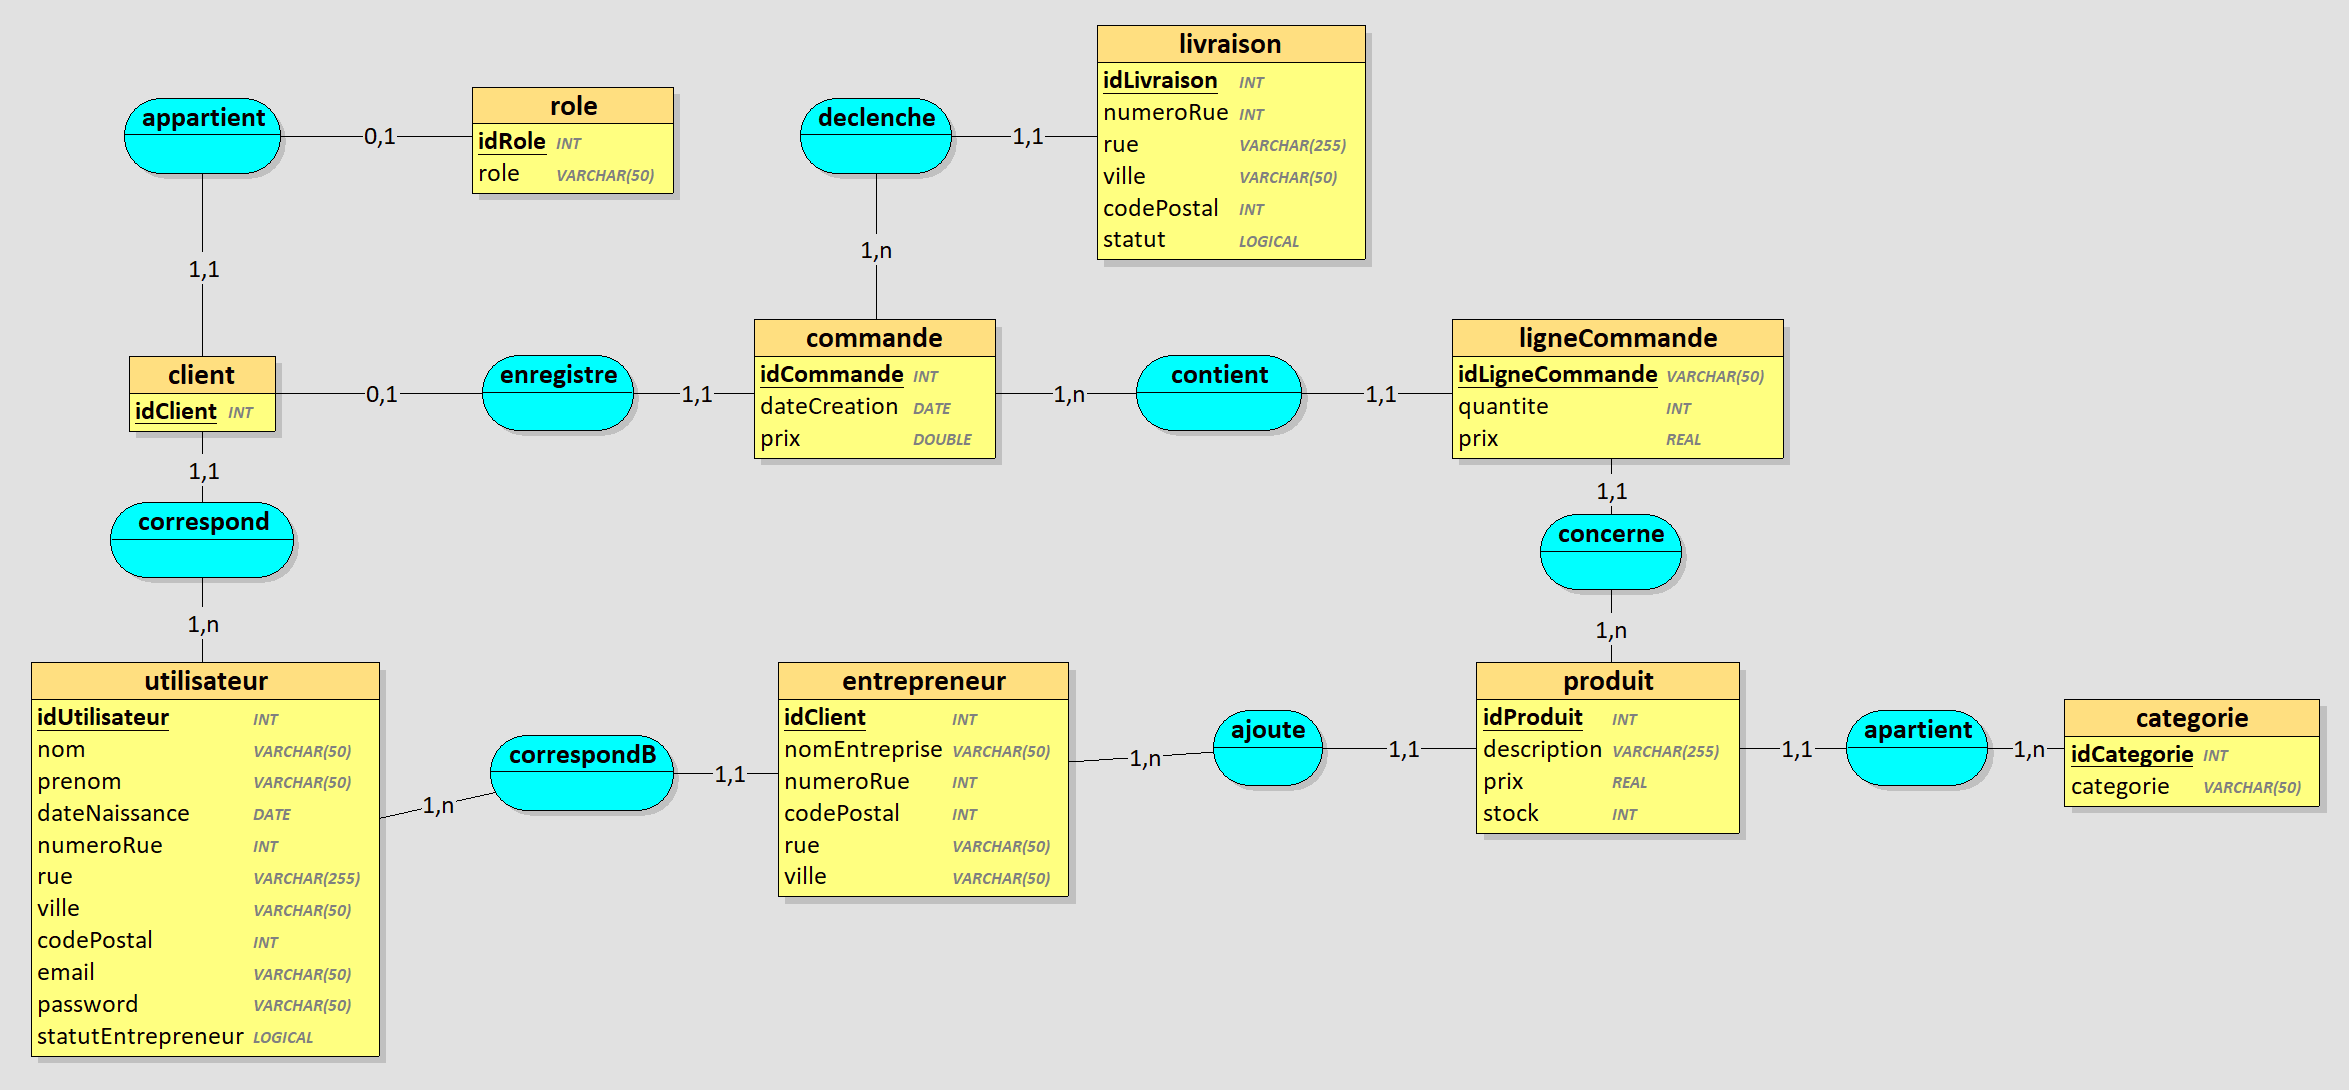 livraison
idLivraison INT
numeroRue INT
rue VARCHAR(255)
ville VARCHAR(50)
codePostal INT
statut LOGICAL
appartient
0,1
role
idRole INT
role VARCHAR(50)
declenche
1,1
1,1
1,n
client
idClient INT
0,1
enregistre
1,1
commande
idCommande INT
dateCreation DATE
prix DOUBLE
1,n
contient
1,1
ligneCommande
idLigneCommande VARCHAR(50)
quantite INT
prix REAL
1,1
correspond
1,n
1,1
concerne
1,n
utilisateur
idUtilisateur INT
nom VARCHAR(50)
prenom VARCHAR(50)
dateNaissance DATE
numeroRue INT
rue VARCHAR(255)
ville VARCHAR(50)
codePostal INT
email VARCHAR(50)
password VARCHAR(50)
statutEntrepreneur LOGICAL
1,n
correspondB
1,1
entrepreneur
idClient INT
nomEntreprise VARCHAR(50)
numeroRue INT
codePostal INT
rue VARCHAR(50)
ville VARCHAR(50)
1,n
ajoute
1,1
produit
idProduit INT
description VARCHAR(255)
prix REAL
stock INT
1,1
apartient
1,n
categorie
idCategorie INT
categorie VARCHAR(50)